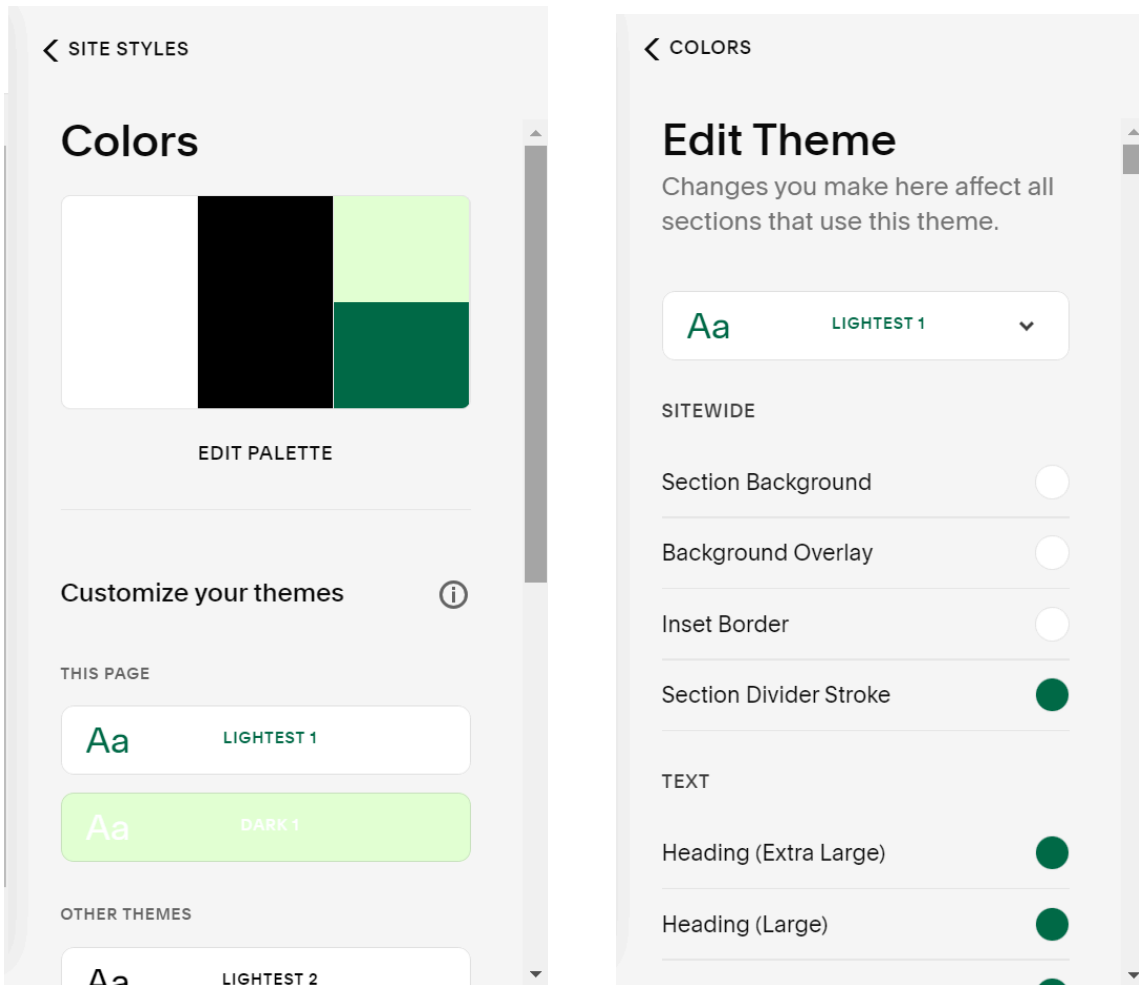 SITE STYLES
Colors
EDIT PALETTE
Customize your themes
THIS PAGE
Aa LIGHTEST 1
Aa DARK 1
OTHER THEMES
Aa LIGHTEST 2
COLORS
Edit Theme
Changes you make here affect all
sections that use this theme.
Aa LIGHTEST 1
SITEWIDE
Section Background
Background Overlay
Inset Border
Section Divider Stroke
TEXT
Heading (Extra Large)
Heading (Large)